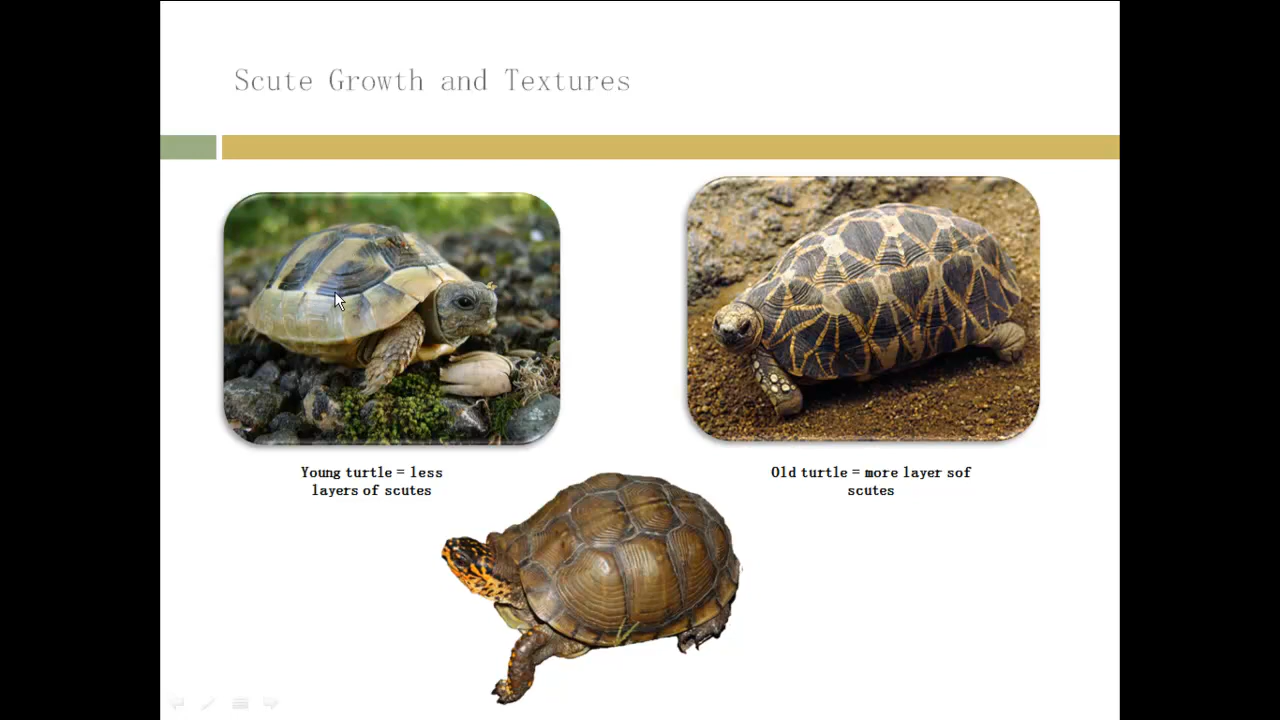 Scute Growth and Textures
Young turtle = less
layers of scutes
Old turtle = more layer sof
scutes